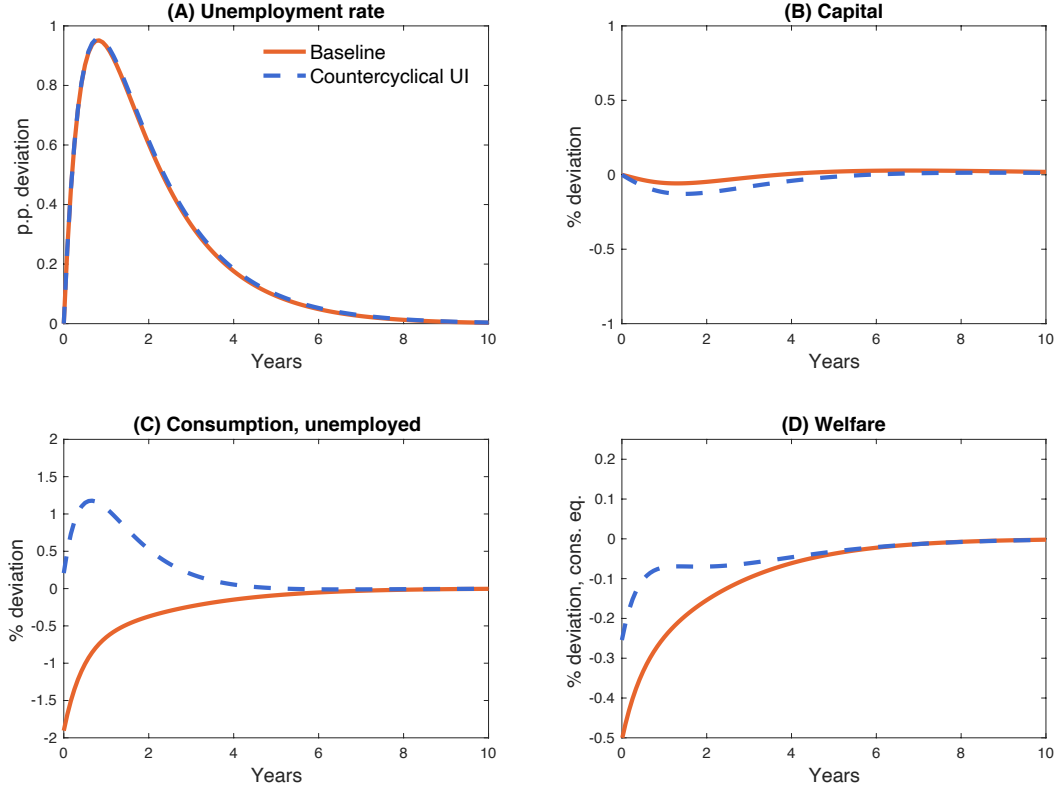 (A) Unemployment rate
1
0.8
0.6
0.4
0.2
0
p.p. deviation
Baseline
Countercyclical UI
0 2 4 6 8 10
Years
(B) Capital
1
0.5
0
-0.5
-1
% deviation
0 2 4 6 8 10
Years
(C) Consumption, unemployed
2
1.5
1
0.5
0
-0.5
-1
-1.5
-2
% deviation
0 2 4 6 8 10
Years
(D) Welfare
0.2
0.1
0
-0.1
-0.2
-0.3
-0.4
-0.5
% deviation, cons. eq.
0 2 4 6 8 10
Years